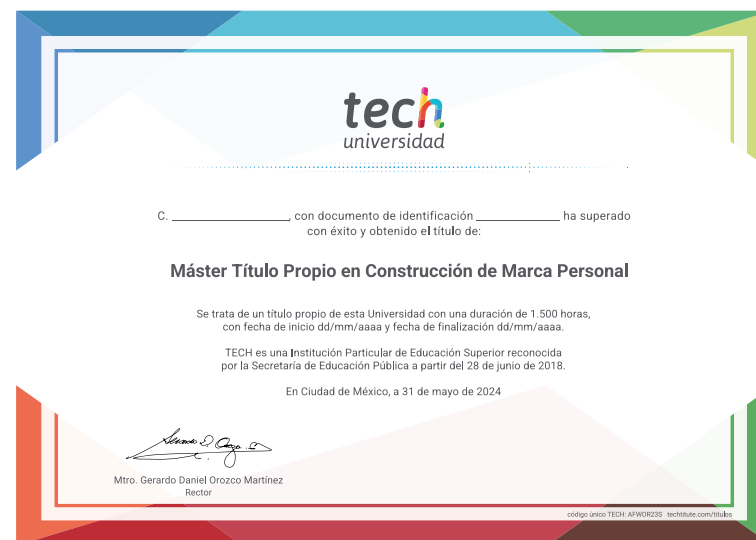 tech
universidad
C. ____________________, con documento de identificación ______________ ha superado
con éxito y obtenido el título de:
Máster Título Propio en Construcción de Marca Personal
Se trata de un título propio de esta Universidad con una duración de 1.500 horas,
con fecha de inicio dd/mm/aaaa y fecha de finalización dd/mm/aaaa.
TECH es una Institución Particular de Educación Superior reconocida
por la Secretaría de Educación Pública a partir del 28 de junio de 2018.
En Ciudad de México, a 31 de mayo de 2024
Mtro. Gerardo Daniel Orozco Martínez
Rector
código único TECH: AFWOR23S techtitute.com/titulos